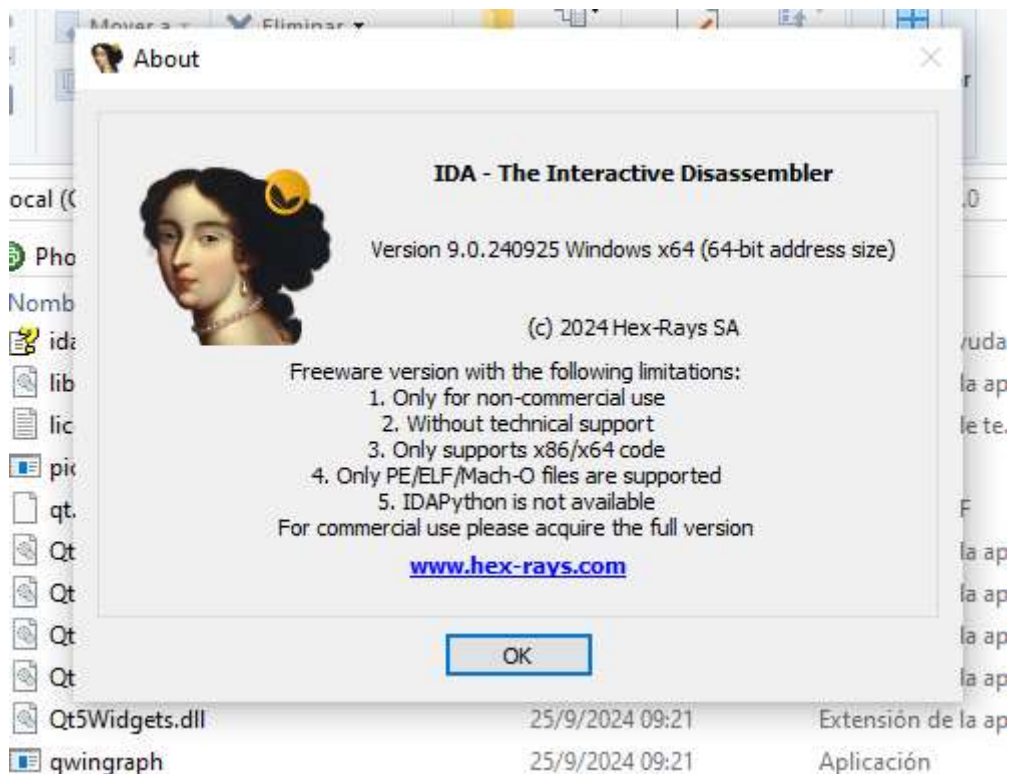 Mover a
Eliminar
About
IDA - The Interactive Disassembler
ocal (C
.0
Version 9.0.240925 Windows x64 (64-bit address size)
Pho
Nomb
(c) 2024 Hex-Rays SA
ida
yuda
Freeware version with the following limitations:
lib
la ap
1. Only for non-commercial use
lic
de te.
2. Without technical support
3. Only supports x86/x64 code
pic
4. Only PE/ELF/Mach-O files are supported
qt.
F
5. IDAPython is not available
For commercial use please acquire the full version
Qt
la ap
www.hex-rays.com
Qt
la ap
Qt
la ap
OK
Qt
la ap
Qt5Widgets.dll 25/9/2024 09:21 Extensión de la ap
qwingraph 25/9/2024 09:21 Aplicación